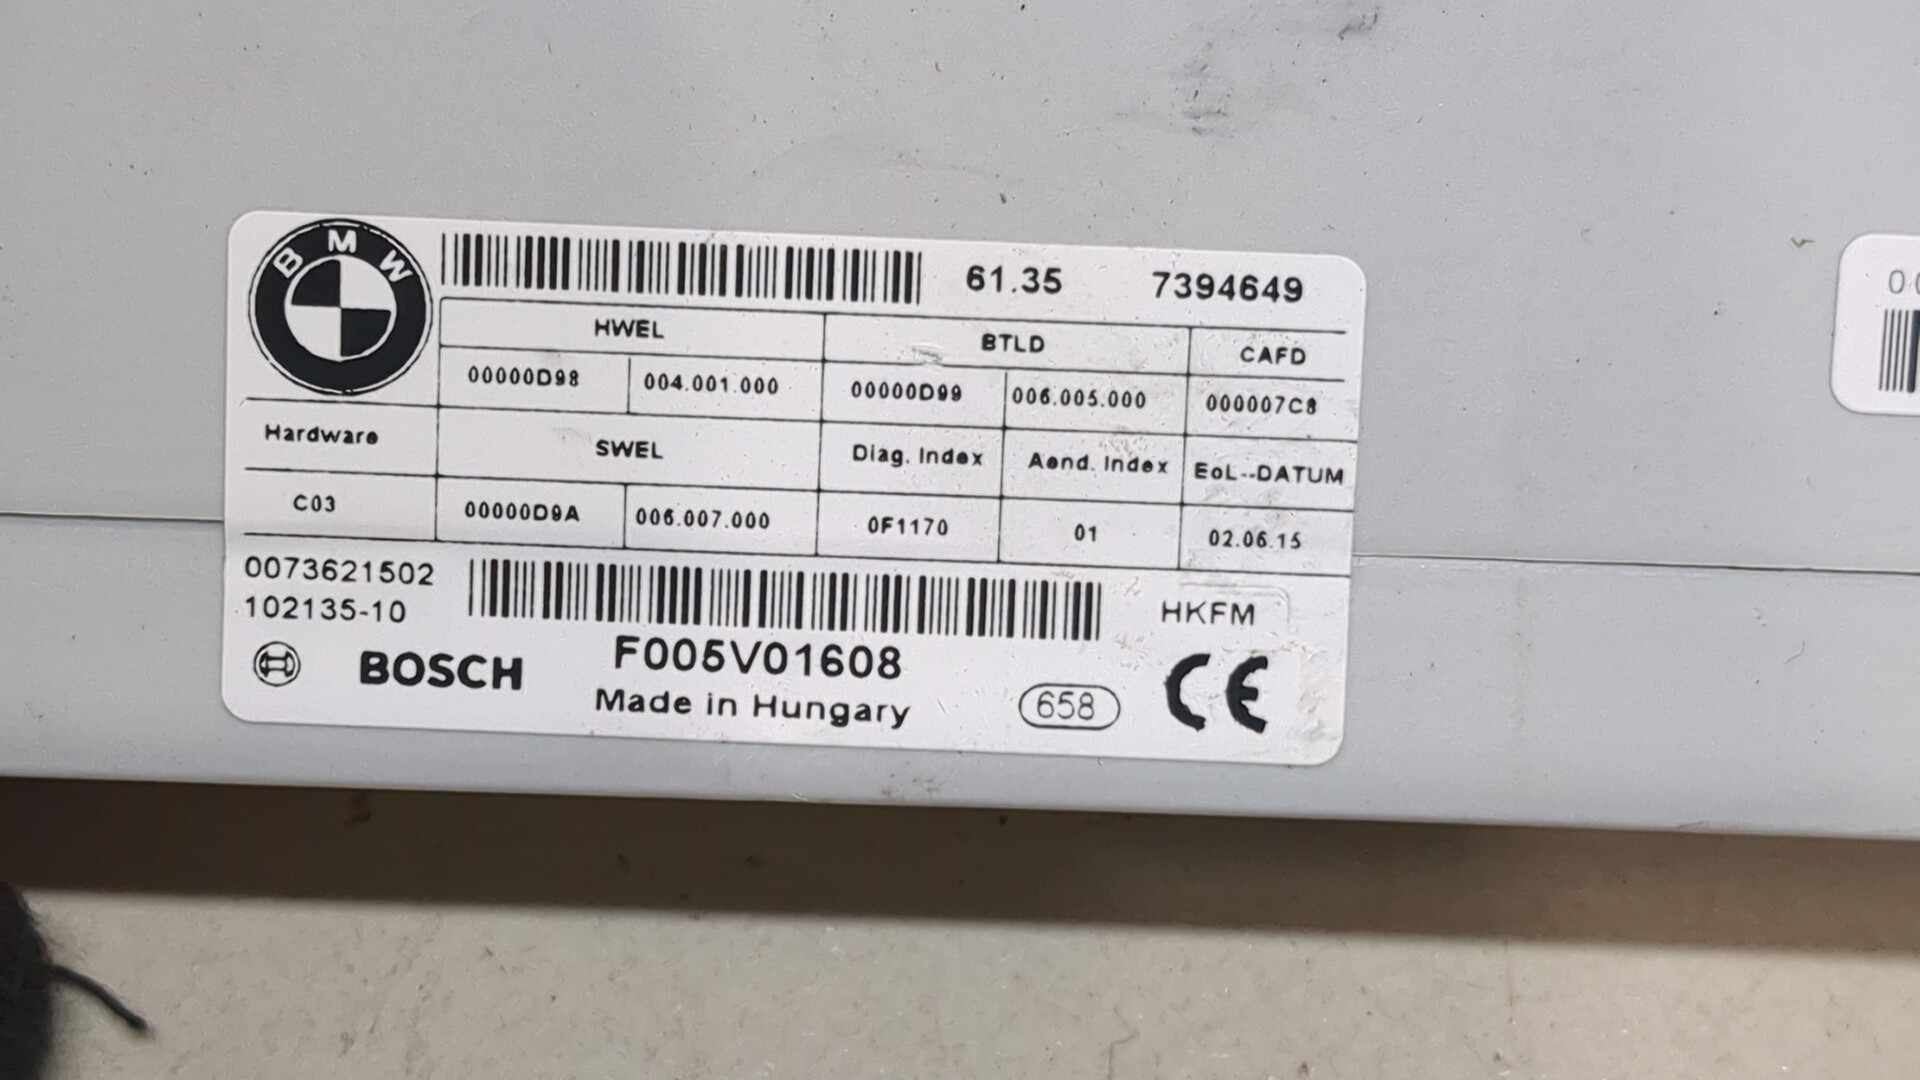 BMW
61.35 7394649
HWEL BTLD CAFD
00000D98 004.001.000 00000D99 006.005.000 000007C8
Hardware SWEL Diag. Index Aend. Index EoL--DATUM
C03 00000D9A 006.007.000 0F1170 01 02.06.15
0073621502
102135-10
HKFM
BOSCH F005V01608
Made in Hungary
658
CE